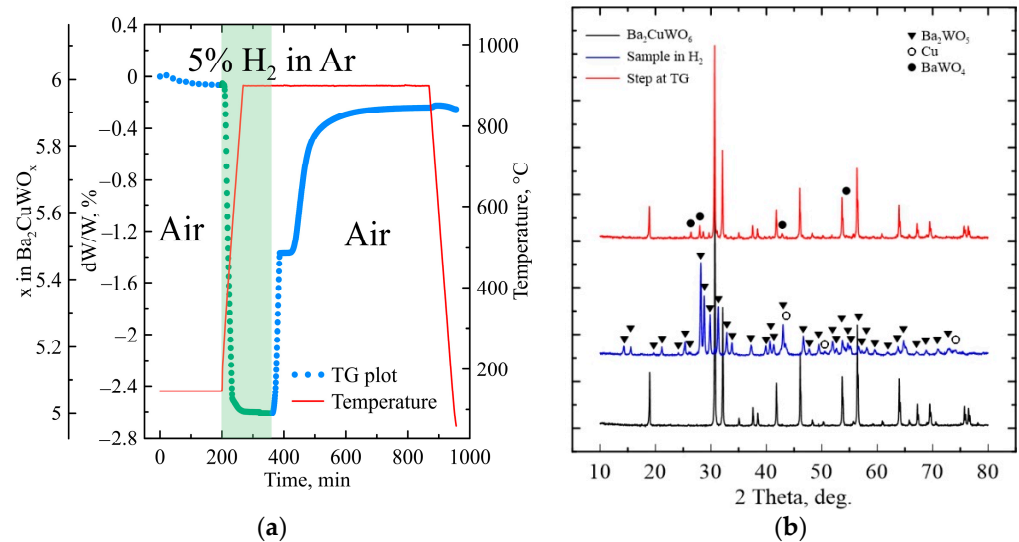 0.4
0
−0.4
−0.8
−1.2
−1.6
−2.0
−2.4
−2.8
6
5.8
5.6
5.4
5.2
5
x in Ba₂CuWOₓ
dW/W, %
5% H₂ in Ar
Air
Air
TG plot
Temperature
1000
800
600
400
200
Temperature, °C
0 200 400 600 800 1000
Time, min
(a)
Ba₂CuWO₆
Sample in H₂
Step at TG
Ba₂WO₅
Cu
BaWO₄
10 20 30 40 50 60 70 80
2 Theta, deg.
(b)